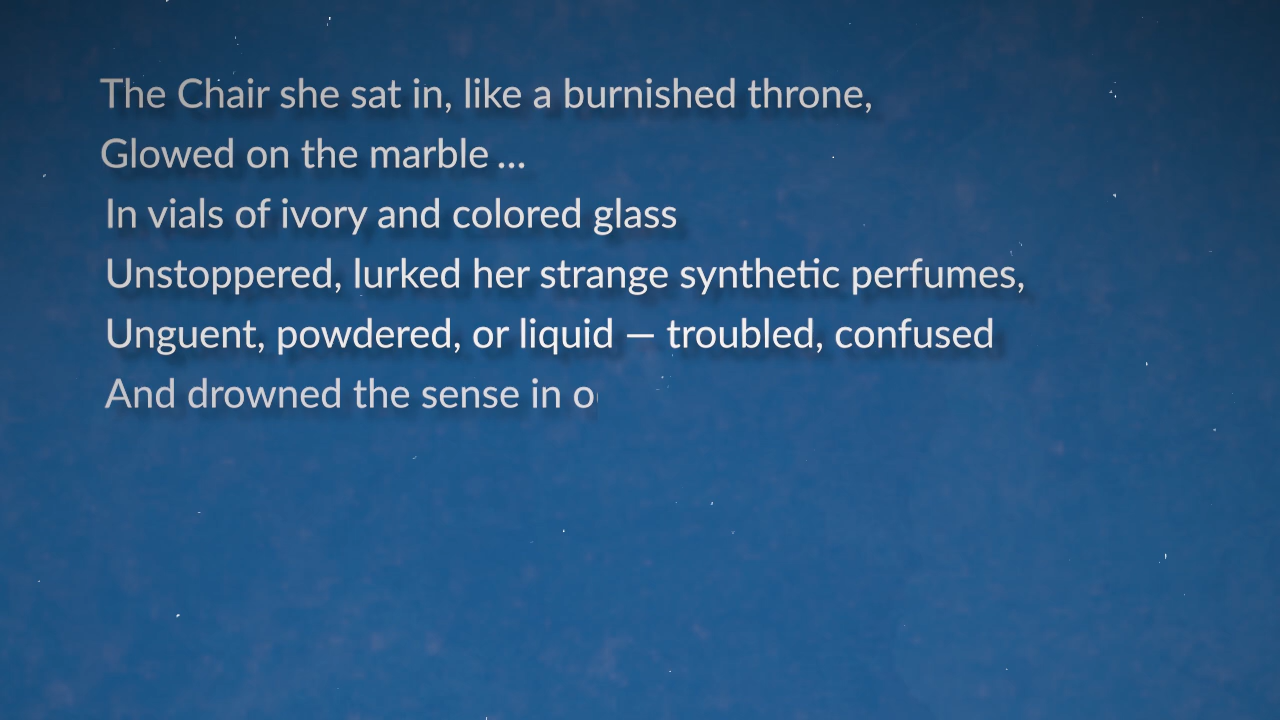 The Chair she sat in, like a burnished throne,
Glowed on the marble ...
In vials of ivory and colored glass
Unstoppered, lurked her strange synthetic perfumes,
Unguent, powdered, or liquid — troubled, confused
And drowned the sense in o